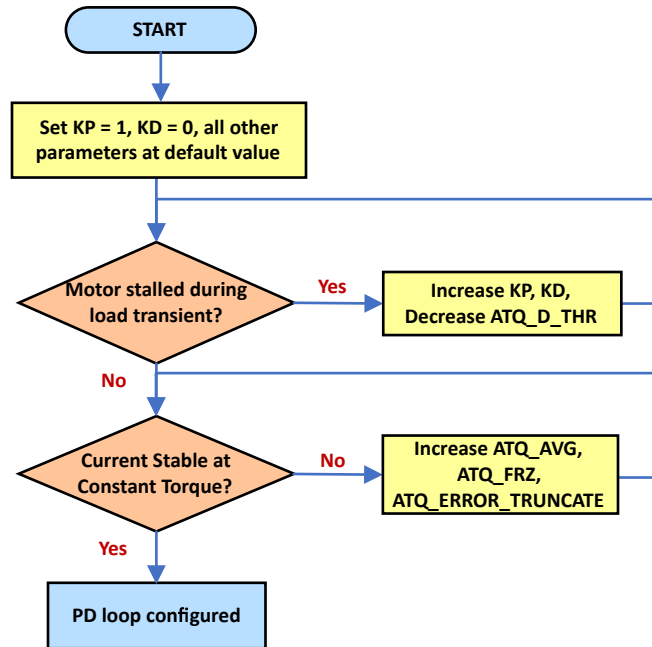 START
Set KP = 1, KD = 0, all other
parameters at default value
Motor stalled during
load transient?
Yes
Increase KP, KD,
Decrease ATQ_D_THR
No
Current Stable at
Constant Torque?
No
Increase ATQ_AVG,
ATQ_FRZ,
ATQ_ERROR_TRUNCATE
Yes
PD loop configured